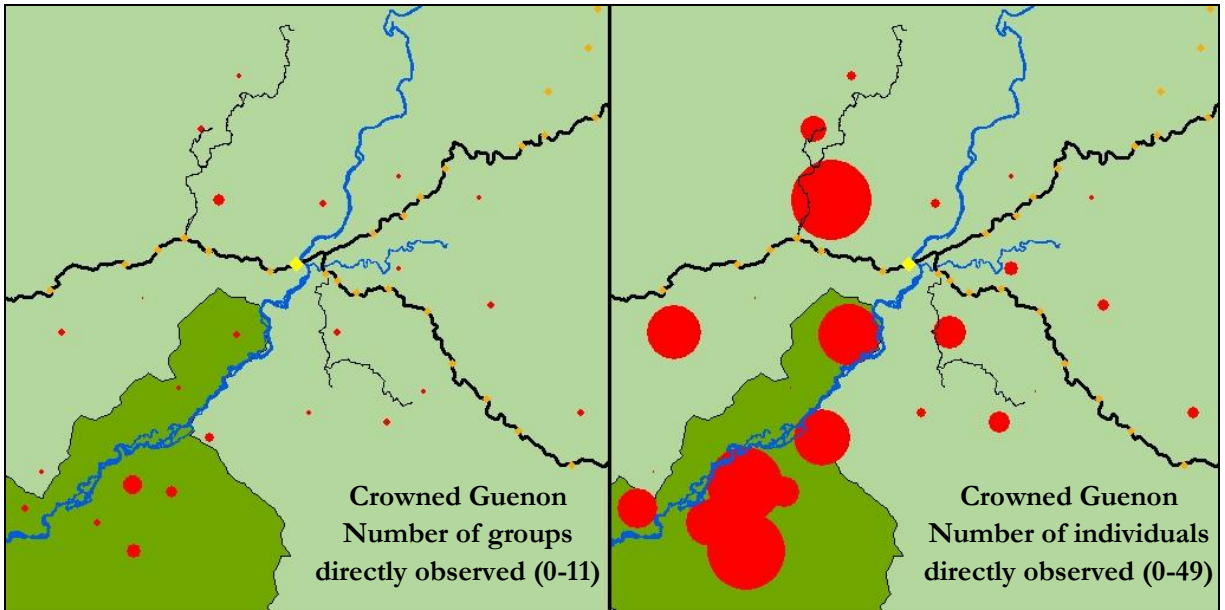 Crowned Guenon
Number of groups
directly observed (0-11)
Crowned Guenon
Number of individuals
directly observed (0-49)